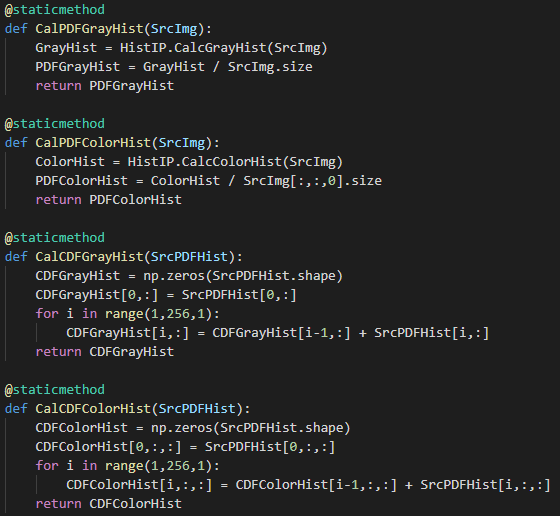 @staticmethod
def CalPDFGrayHist(SrcImg):
    GrayHist = HistIP.CalcGrayHist(SrcImg)
    PDFGrayHist = GrayHist / SrcImg.size
    return PDFGrayHist

@staticmethod
def CalPDFColorHist(SrcImg):
    ColorHist = HistIP.CalcColorHist(SrcImg)
    PDFColorHist = ColorHist / SrcImg[:,:,0].size
    return PDFColorHist

@staticmethod
def CalCDFGrayHist(SrcPDFHist):
    CDFGrayHist = np.zeros(SrcPDFHist.shape)
    CDFGrayHist[0,:] = SrcPDFHist[0,:]
    for i in range(1,256,1):
        CDFGrayHist[i,:] = CDFGrayHist[i-1,:] + SrcPDFHist[i,:]
    return CDFGrayHist

@staticmethod
def CalCDFColorHist(SrcPDFHist):
    CDFColorHist = np.zeros(SrcPDFHist.shape)
    CDFColorHist[0,:,:] = SrcPDFHist[0,:,:]
    for i in range(1,256,1):
        CDFColorHist[i,:,:] = CDFColorHist[i-1,:,:] + SrcPDFHist[i,:,:]
    return CDFColorHist